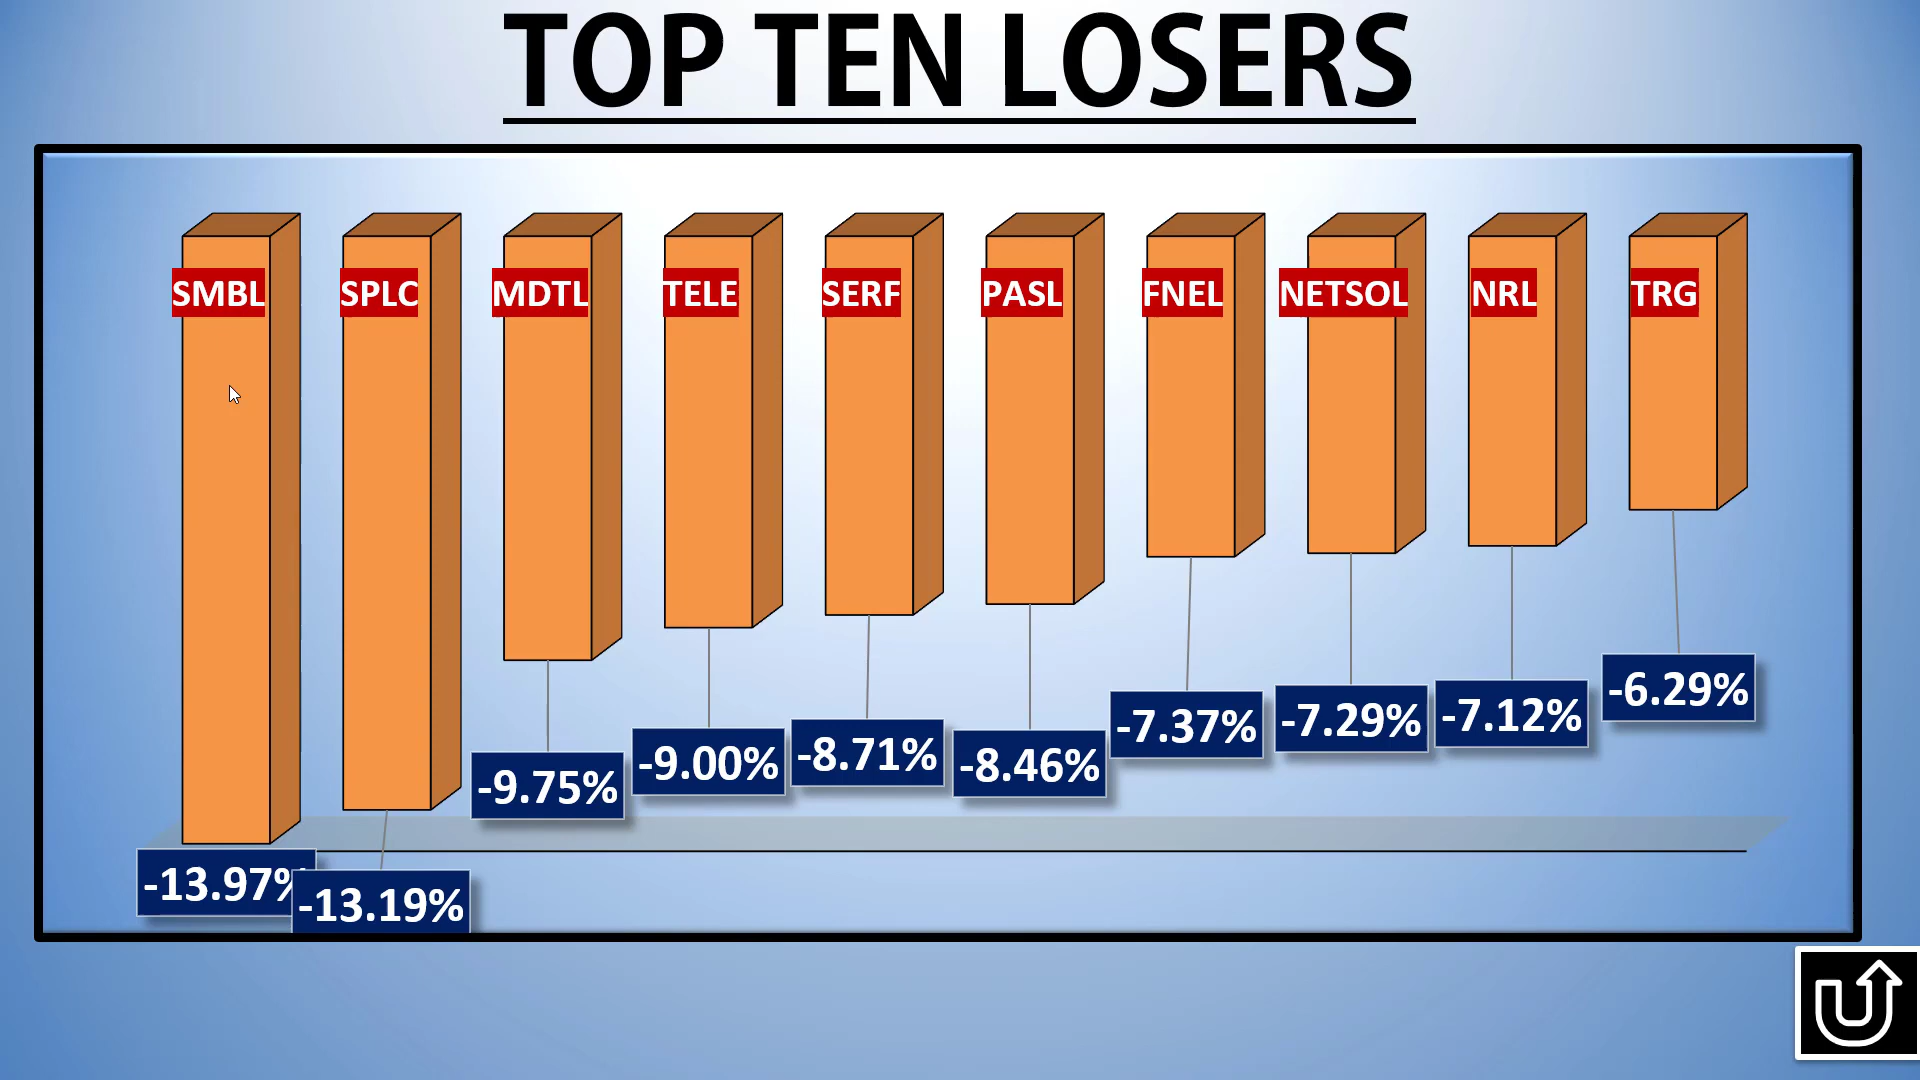 TOP TEN LOSERS
SMBL SPLC MDTL TELE SERF PASL FNEL NETSOL NRL TRG
-13.97% -13.19% -9.75% -9.00% -8.71% -8.46% -7.37% -7.29% -7.12% -6.29%